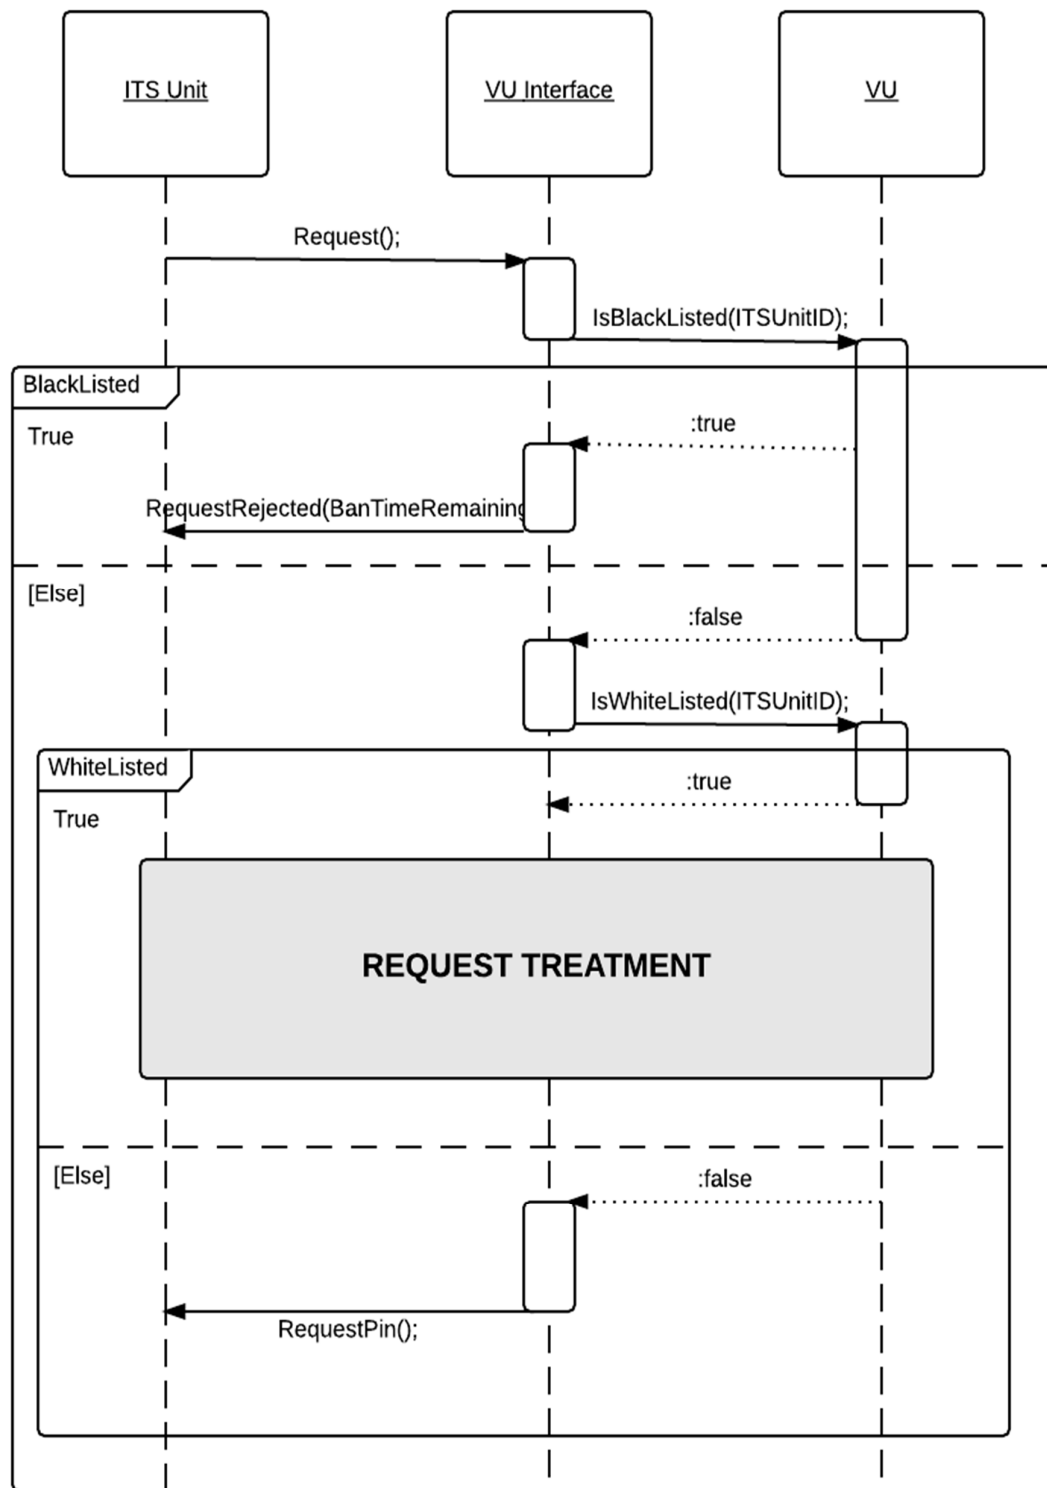 ITS Unit
VU Interface
VU
Request();
IsBlackListed(ITSUnitID);
BlackListed
True
:true
RequestRejected(BanTimeRemaining
[Else]
:false
IsWhiteListed(ITSUnitID);
WhiteListed
True
:true
REQUEST TREATMENT
[Else]
:false
RequestPin();